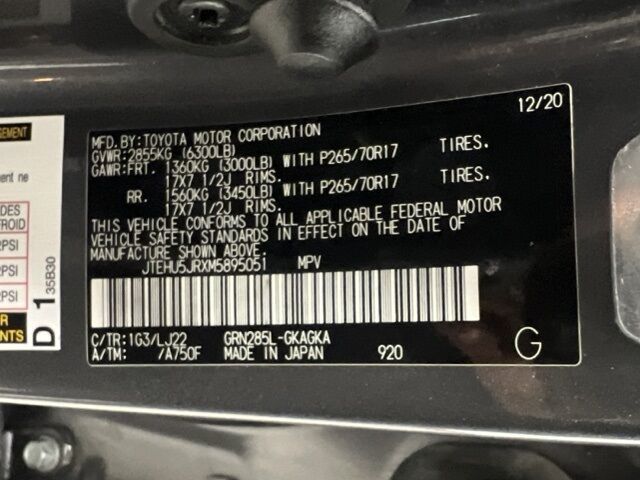 12/20
MFD.BY:TOYOTA MOTOR CORPORATION
GVWR:2855KG (6300LB)
GAWR:FRT. 1360KG (3000LB) WITH P265/70R17 TIRES.
17X7 1/2J RIMS.
RR. 1560KG (3450LB) WITH P265/70R17 TIRES.
17X7 1/2J RIMS.
THIS VEHICLE CONFORMS TO ALL APPLICABLE FEDERAL MOTOR
VEHICLE SAFETY STANDARDS IN EFFECT ON THE DATE OF
MANUFACTURE SHOWN ABOVE.
JTEHU5JRXM5895051 MPV
C/TR:1G3/LJ22 GRN285L-GKAGKA
A/TM: /A750F MADE IN JAPAN 920
G
D 1 35B30